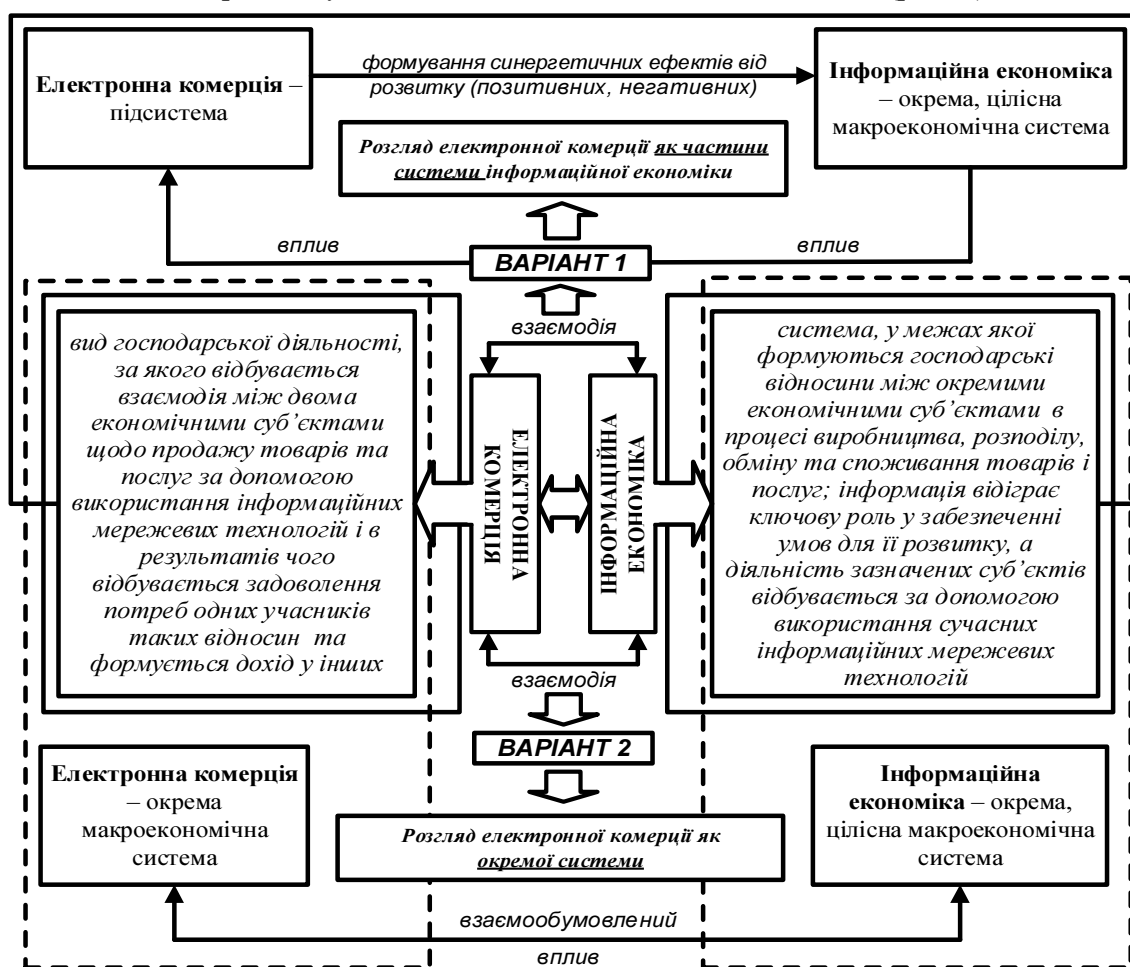 Електронна комерція –
підсистема
формування синергетичних ефектів від
розвитку (позитивних, негативних)
Інформаційна економіка
– окрема, цілісна
макроекономічна система
Розгляд електронної комерції як частини
системи інформаційної економіки
вплив
ВАРІАНТ 1
вплив
взаємодія
вид господарської діяльності,
за якого відбувається
взаємодія між двома
економічними суб’єктами
щодо продажу товарів та
послуг за допомогою
використання інформаційних
мережевих технологій і в
результатів чого
відбувається задоволення
потреб одних учасників
таких відносин та
формується дохід у інших
ЕЛЕКТРОННА
КОМЕРЦІЯ
ІНФОРМАЦІЙНА
ЕКОНОМІКА
система, у межах якої
формуються господарські
відносини між окремими
економічними суб’єктами в
процесі виробництва, розподілу,
обміну та споживання товарів і
послуг; інформація відіграє
ключову роль у забезпеченні
умов для її розвитку, а
діяльність зазначених суб’єктів
відбувається за допомогою
використання сучасних
інформаційних мережевих
технологій
взаємодія
ВАРІАНТ 2
Електронна комерція
– окрема
макроекономічна
система
Розгляд електронної комерції як
окремої системи
Інформаційна
економіка – окрема,
цілісна макроекономічна
система
взаємообумовлений
вплив